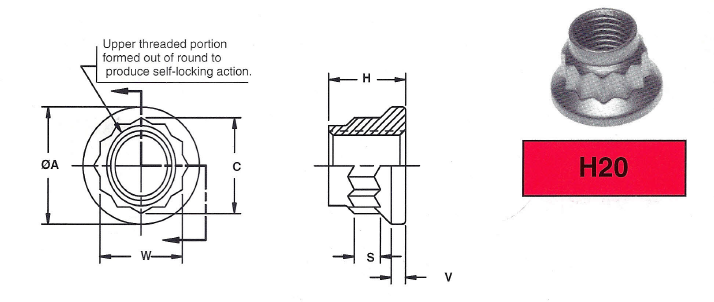 Upper threaded portion
formed out of round to
produce self-locking action.
H
ØA
C
H20
W
S
V